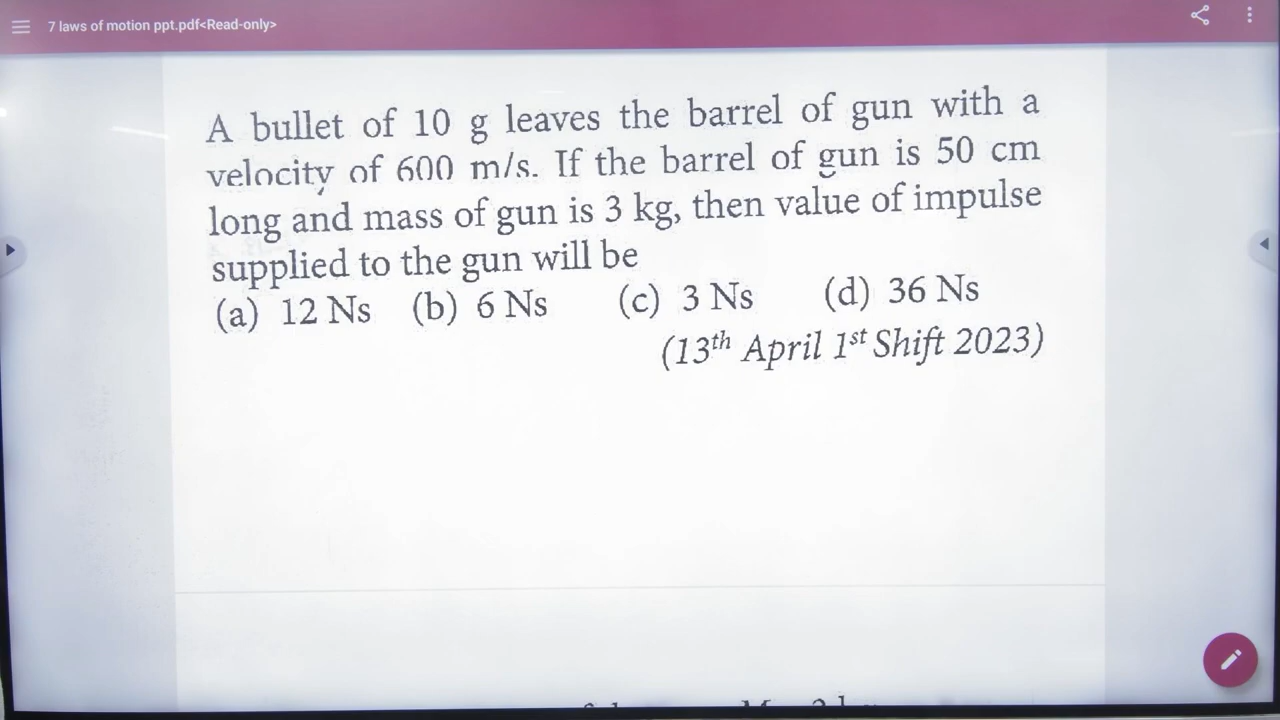 7 laws of motion ppt.pdf<Read-only>
A bullet of 10 g leaves the barrel of gun with a
velocity of 600 m/s. If the barrel of gun is 50 cm
long and mass of gun is 3 kg, then value of impulse
supplied to the gun will be
(a) 12 Ns (b) 6 Ns (c) 3 Ns (d) 36 Ns
(13th April 1st Shift 2023)